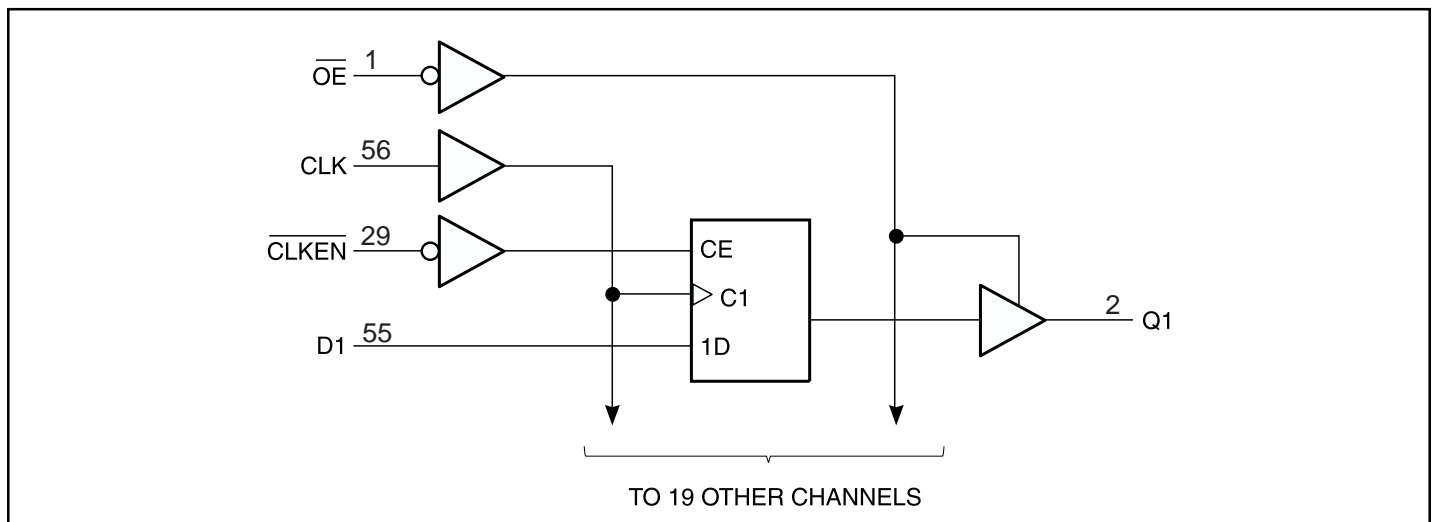 OE 1
CLK 56
CLKEN 29
D1 55
CE
C1
1D
2 Q1
TO 19 OTHER CHANNELS